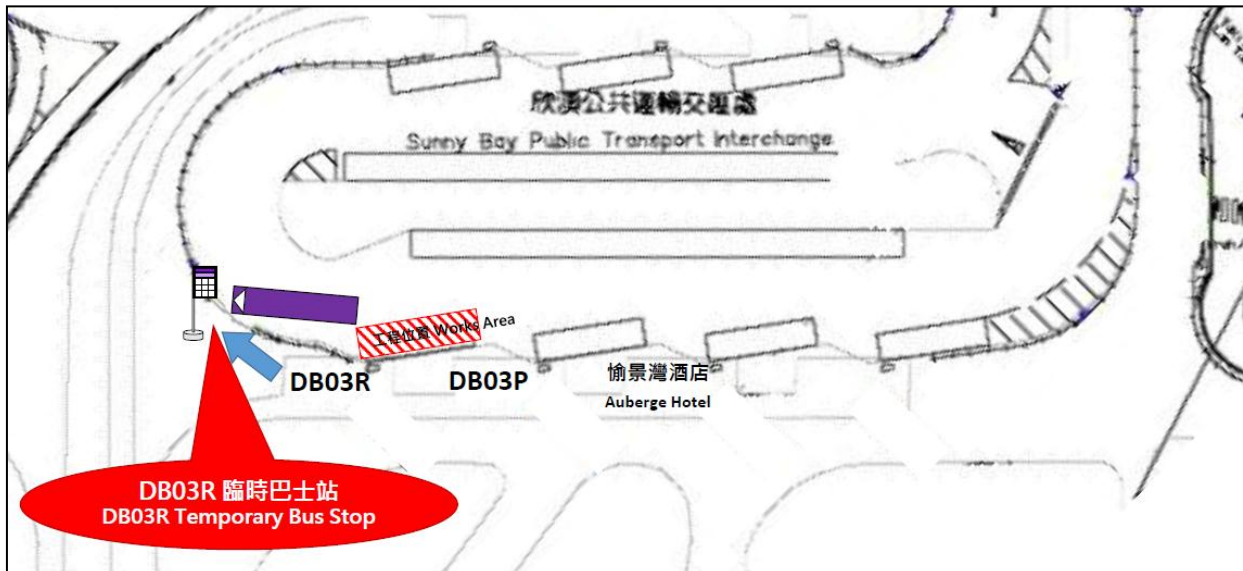 欣澳公共運輸交匯處
Sunny Bay Public Transport Interchange
工程位置 Works Area
DB03R
DB03P
愉景灣酒店
Auberge Hotel
DB03R 臨時巴士站
DB03R Temporary Bus Stop